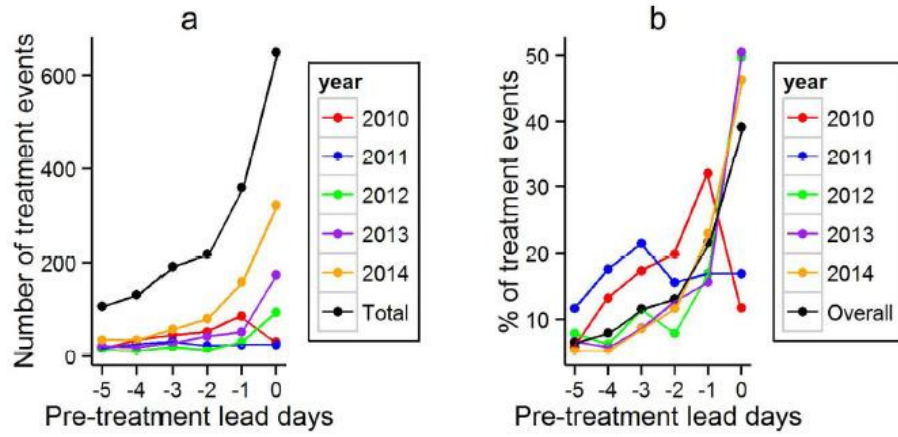 a
Number of treatment events
600
400
200
0
-5 -4 -3 -2 -1 0
Pre-treatment lead days
year
2010
2011
2012
2013
2014
Total
b
% of treatment events
50
40
30
20
10
-5 -4 -3 -2 -1 0
Pre-treatment lead days
year
2010
2011
2012
2013
2014
Overall